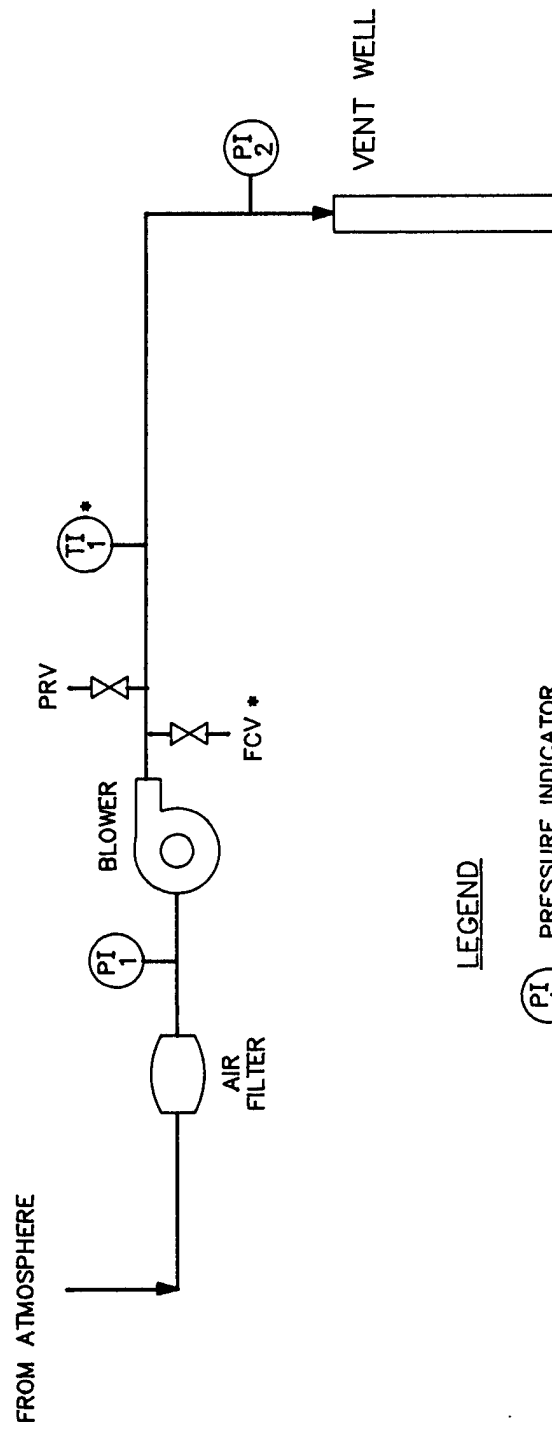 FROM ATMOSPHERE
AIR
FILTER
PI
1
BLOWER
FCV *
PRV
TI
1
*
PI
2
VENT WELL
LEGEND
PI
PRESSURE INDICATOR